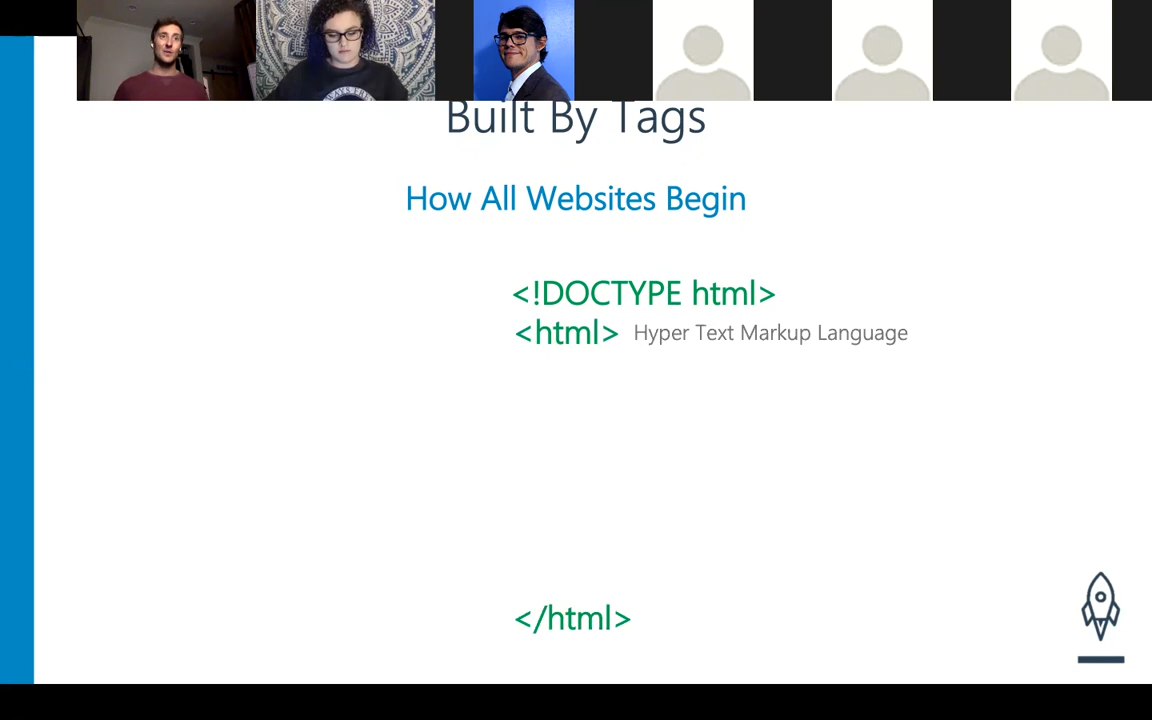 Built By Tags
How All Websites Begin
<!DOCTYPE html>
<html> Hyper Text Markup Language
</html>